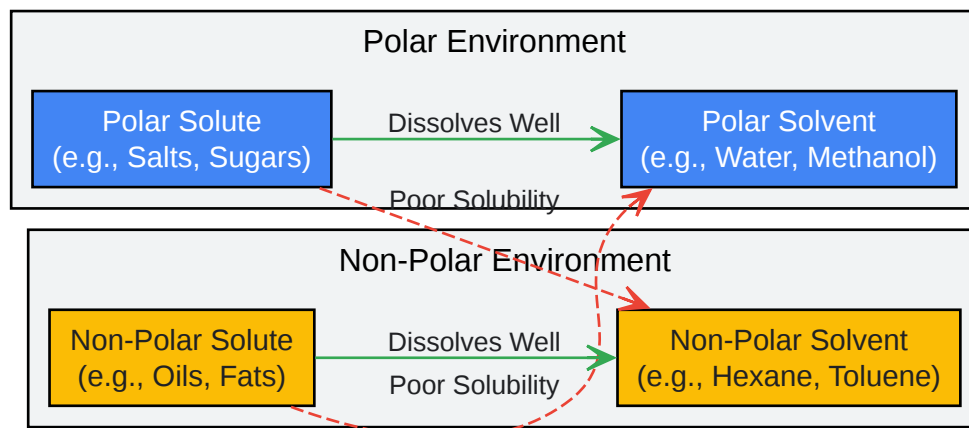 Polar Environment
Polar Solute
(e.g., Salts, Sugars)
Dissolves Well
Polar Solvent
(e.g., Water, Methanol)
Poor Solubility
Non-Polar Environment
Non-Polar Solute
(e.g., Oils, Fats)
Dissolves Well
Poor Solubility
Non-Polar Solvent
(e.g., Hexane, Toluene)